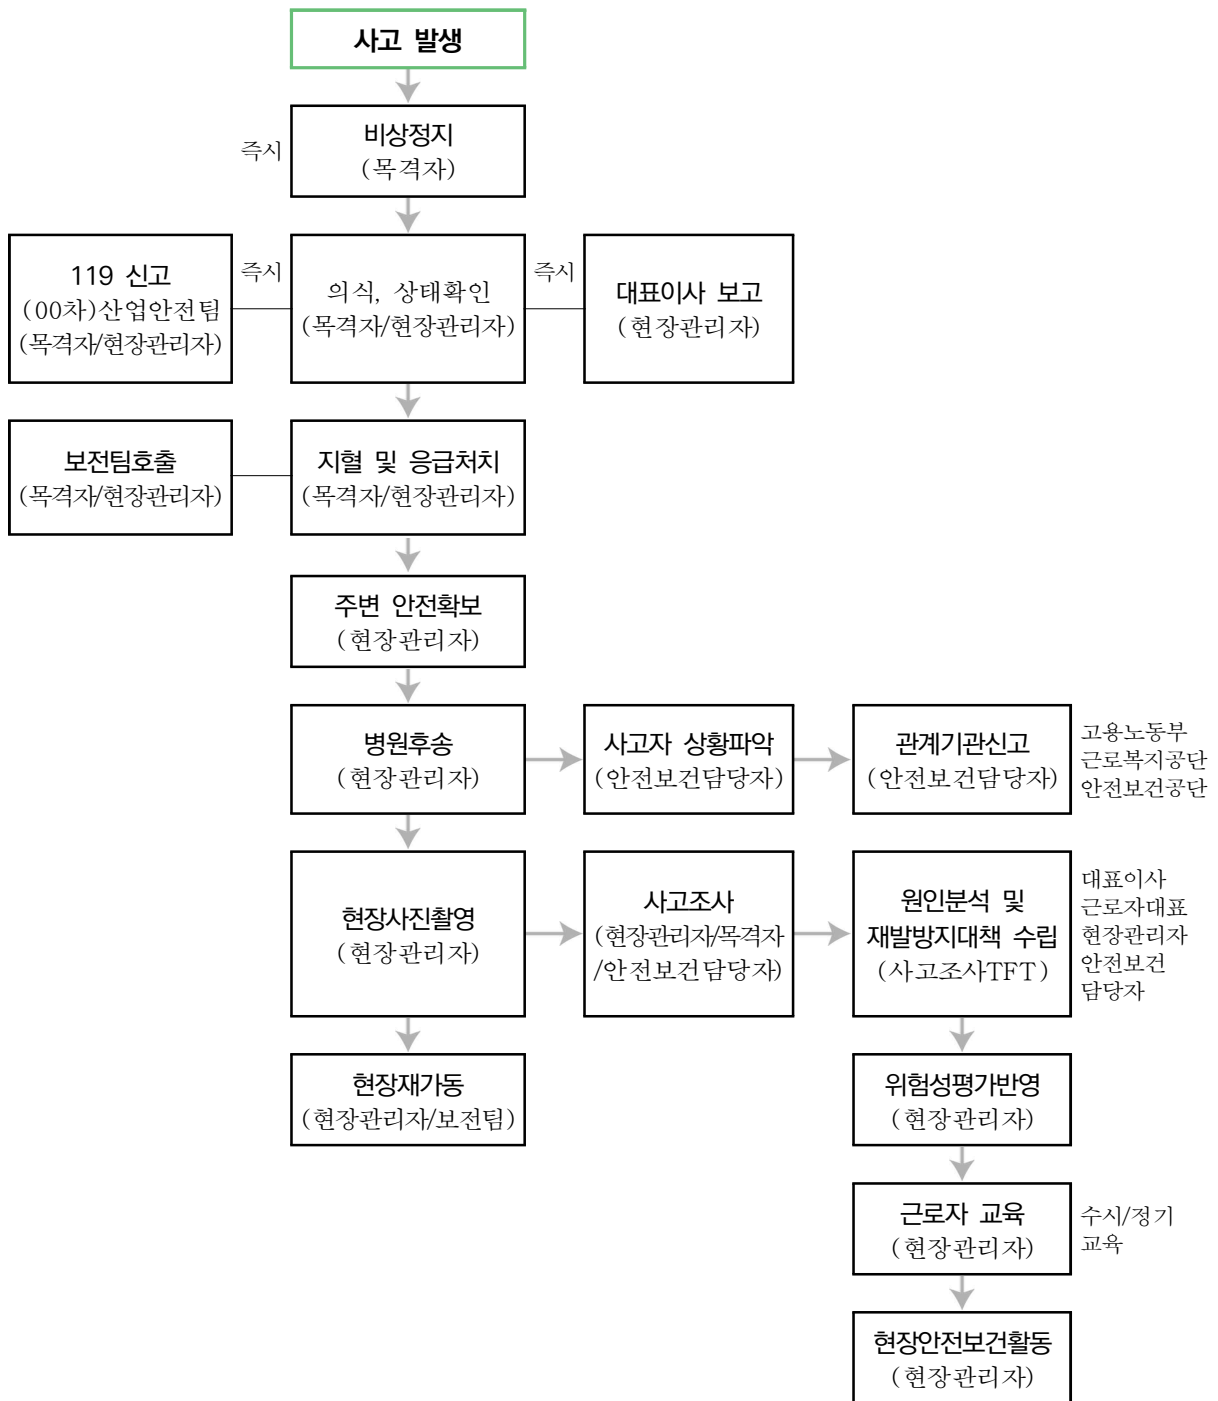 사고 발생
즉시
비상정지
(목격자)
119 신고
(00차)산업안전팀
(목격자/현장관리자)
즉시
의식, 상태확인
(목격자/현장관리자)
즉시
대표이사 보고
(현장관리자)
보전팀호출
(목격자/현장관리자)
지혈 및 응급처치
(목격자/현장관리자)
주변 안전확보
(현장관리자)
병원후송
(현장관리자)
사고자 상황파악
(안전보건담당자)
관계기관신고
(안전보건담당자)
고용노동부
근로복지공단
안전보건공단
현장사진촬영
(현장관리자)
사고조사
(현장관리자/목격자
/안전보건담당자)
원인분석 및
재발방지대책 수립
(사고조사TFT)
대표이사
근로자대표
현장관리자
안전보건
담당자
현장재가동
(현장관리자/보전팀)
위험성평가반영
(현장관리자)
근로자 교육
(현장관리자)
수시/정기
교육
현장안전보건활동
(현장관리자)